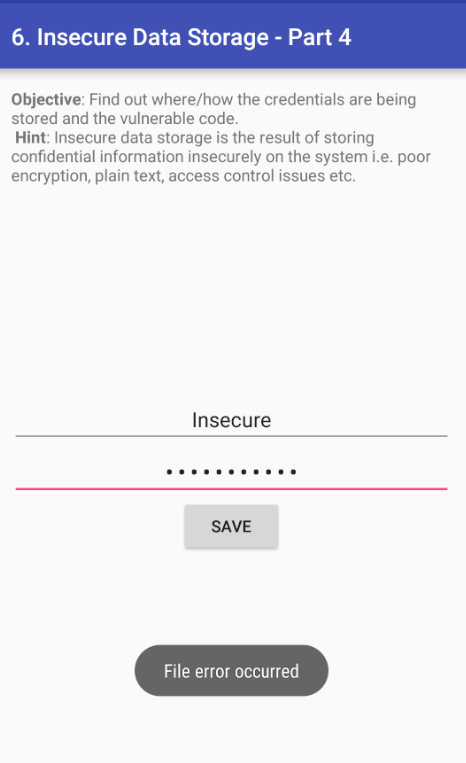 6. Insecure Data Storage - Part 4
Objective: Find out where/how the credentials are being
stored and the vulnerable code.
Hint: Insecure data storage is the result of storing
confidential information insecurely on the system i.e. poor
encryption, plain text, access control issues etc.
Insecure
•••••••••••
SAVE
File error occurred